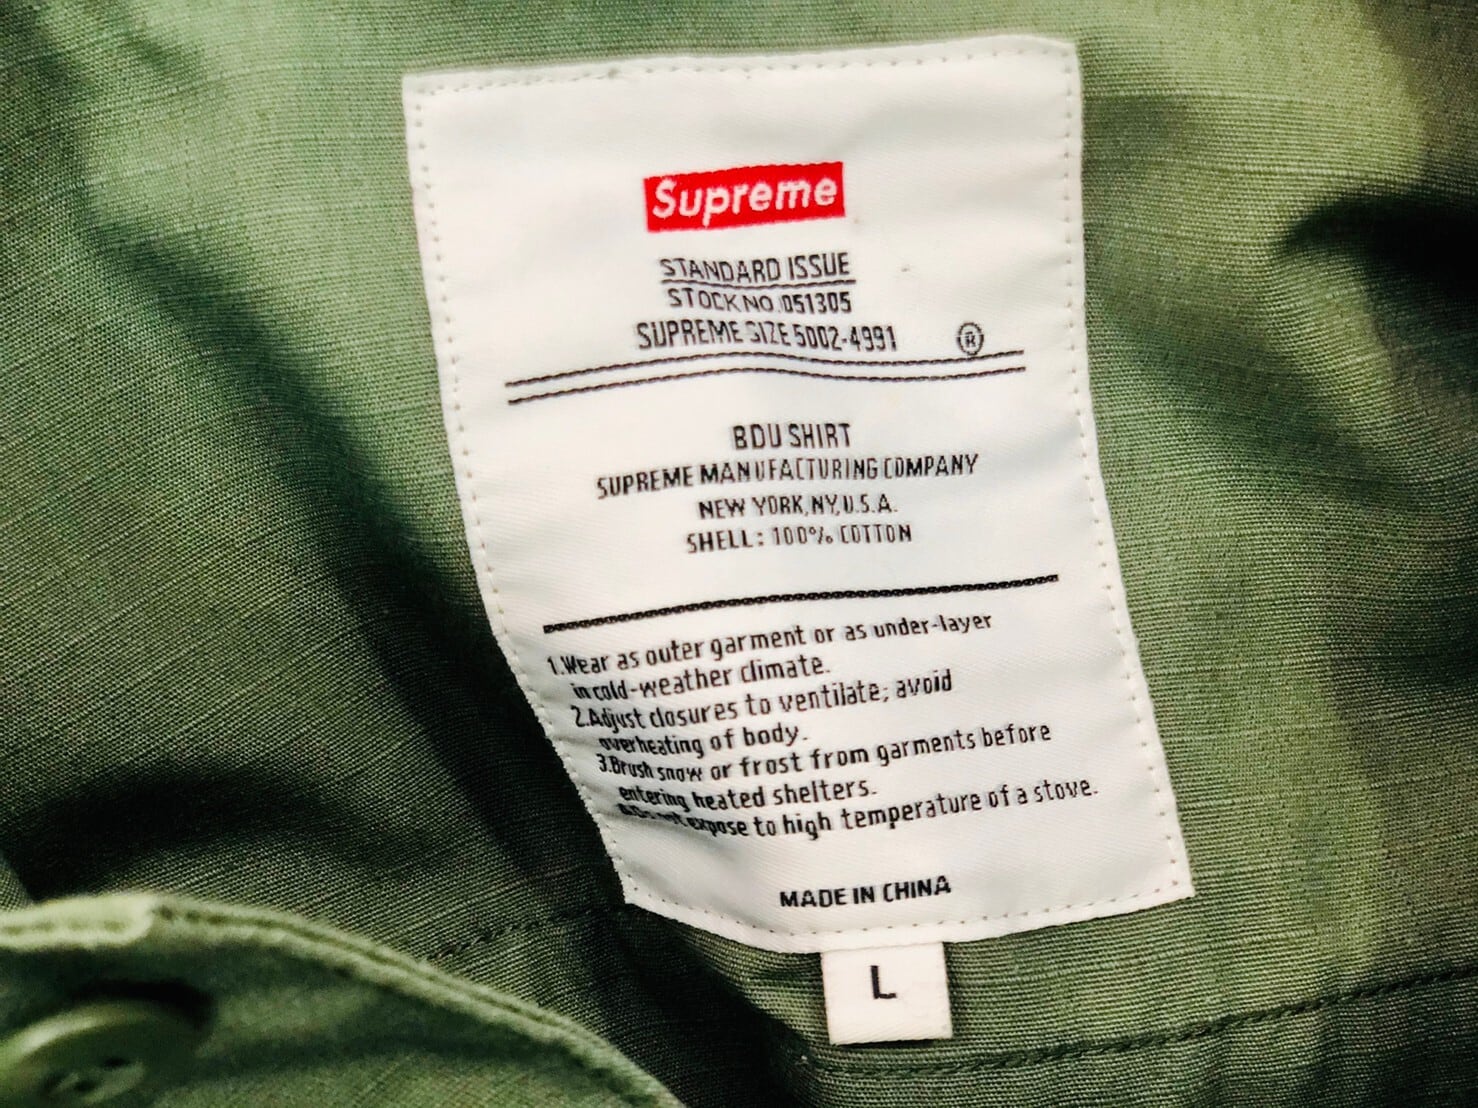 Supreme
STANDARD ISSUE
STOCK NO. 051305
SUPREME SIZE 5002-4991 ®
BDU SHIRT
SUPREME MANUFACTURING COMPANY
NEW YORK, NY, U.S.A.
SHELL: 100% COTTON
1.Wear as outer garment or as under-layer
in cold-weather climate.
2.Adjust closures to ventilate; avoid
overheating of body.
3.Brush snow or frost from garments before
entering heated shelters.
expose to high temperature of a stove.
MADE IN CHINA
L